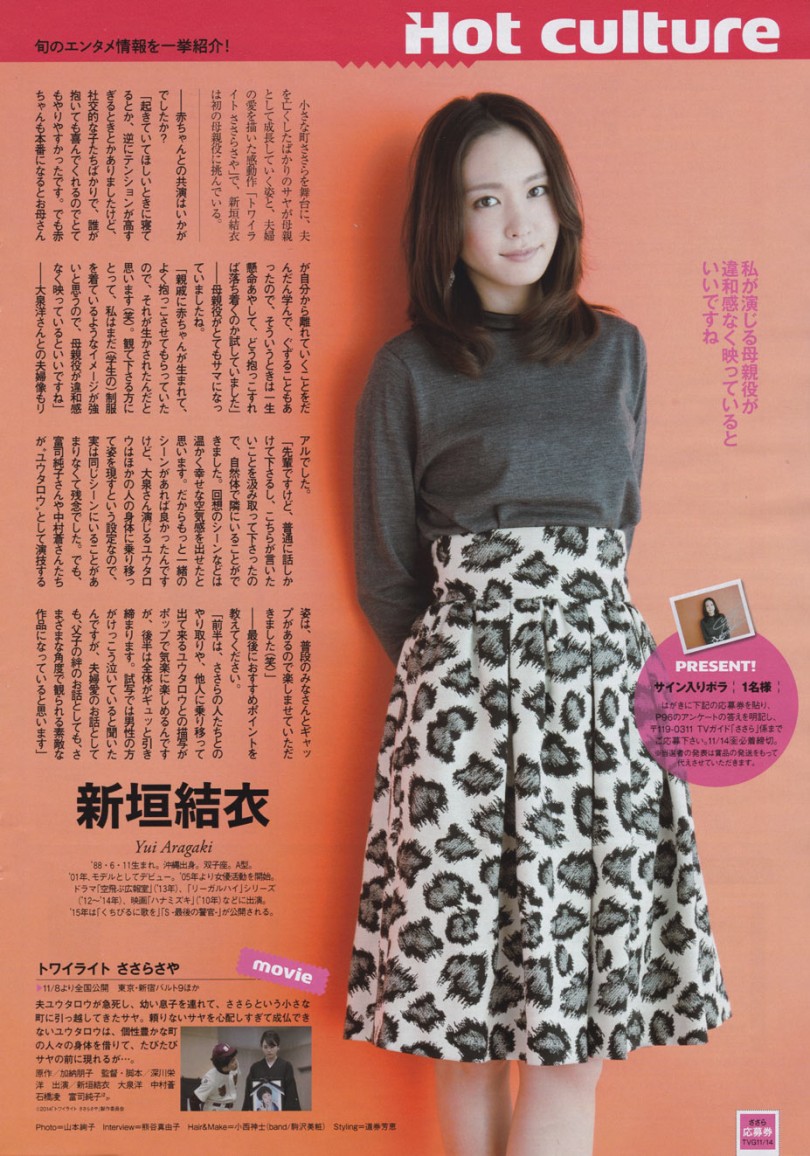 旬のエンタメ情報を一挙紹介!
Hot culture
小さな町ささらを舞台に、夫
を亡くしたばかりのサヤが母親
として成長していく姿と、夫婦
の愛を描いた感動作「トワイラ
イト ささらさや」で、新垣結衣
は初の母親役に挑んでいる。
――赤ちゃんとの共演はいかが
でしたか?
「起きていてほしいときに寝て
るとか、逆にテンションが高す
ぎるときとかありましたけど、
社交的な子たちばかりで、誰が
抱いても喜んでくれるのでとて
もやりやすかったです。でも赤
ちゃんも本番になるとお母さん
が自分から離れていくことをだ
んだん学んで、ぐずることもあ
ったので、そういうときは一生
懸命あやして、どう抱っこすれ
ば落ち着くのか試していました」
――母親役がとてもサマになっ
ていましたね。
「親戚に赤ちゃんが生まれて、
よく抱っこさせてもらっていた
ので、それが生かされたんだと
思います(笑)。観て下さる方に
とって、私はまだ(学生の)制服
を着ているようなイメージが強
いと思うので、母親役が違和感
なく映っているといいですね」
――大泉洋さんとの夫婦像もリ
アルでした。
「先輩ですけど、普通に話しか
けて下さるし、こちらが言いた
いことを汲み取って下さったの
で、自然体で隣にいることがで
きました。回想のシーンなどは
温かく幸せな空気感を出せたと
思います。だからもっと一緒の
シーンがあれば良かったんです
けど、大泉さん演じるユウタロ
ウはほかの人の身体に乗り移っ
て姿を現すという設定なので、
実は同じシーンにいることがあ
まりなくて残念でした。でも、
富司純子さんや中村蒼さんたち
が“ユウタロウ”として演技する
姿は、普段のみなさんとギャッ
プがあるので楽しませていただ
きました(笑)」
――最後におすすめポイントを
教えてください。
「前半は、ささらの人たちとの
やり取りや、他人に乗り移って
出て来るユウタロウとの描写が
ポップで気楽に楽しめるんです
が、後半は全体がギュッと引き
締まります。試写では男性の方
がけっこう泣いていると聞いた
んですが、夫婦愛のお話として
も、父子の絆のお話としても、さ
まざまな角度で観られる素敵な
作品になっていると思います」
私が演じる母親役が
違和感なく映っていると
いいですね
PRESENT!
サイン入りポラ 1名様
はがきに下記の応募券を貼り、
P96のアンケートの答えを明記し、
〒119-0311 TVガイド「ささら」係まで
ご応募下さい。11/14㊎必着締切。
※当選者の発表は賞品の発送をもって
代えさせていただきます。
新垣結衣
Yui Aragaki
'88・6・11生まれ。沖縄出身。双子座。A型。
'01年、モデルとしてデビュー。'05年より女優活動を開始。
ドラマ「空飛ぶ広報室」('13年)、「リーガルハイ」シリーズ
('12〜'14年)、映画「ハナミズキ」('10年)などに出演。
'15年は「くちびるに歌を」「S -最後の警官-」が公開される。
トワイライト ささらさや
movie
▶11/8より全国公開 東京・新宿バルト9ほか
夫ユウタロウが急死し、幼い息子を連れて、ささらという小さな
町に引っ越してきたサヤ。頼りないサヤを心配しすぎて成仏でき
ないユウタロウは、個性豊かな町
の人々の身体を借りて、たびたび
サヤの前に現れるが…。
原作/加納朋子 監督・脚本/深川栄
洋 出演/新垣結衣 大泉洋 中村蒼
石橋凌 富司純子
©2014「トワイライト ささらさや」製作委員会
Photo=山本絢子 Interview=柿谷真由子 Hair&Make=小西神士(band/駒沢美粧) Styling=道券芳恵
ささら
応募券
TVG11/14